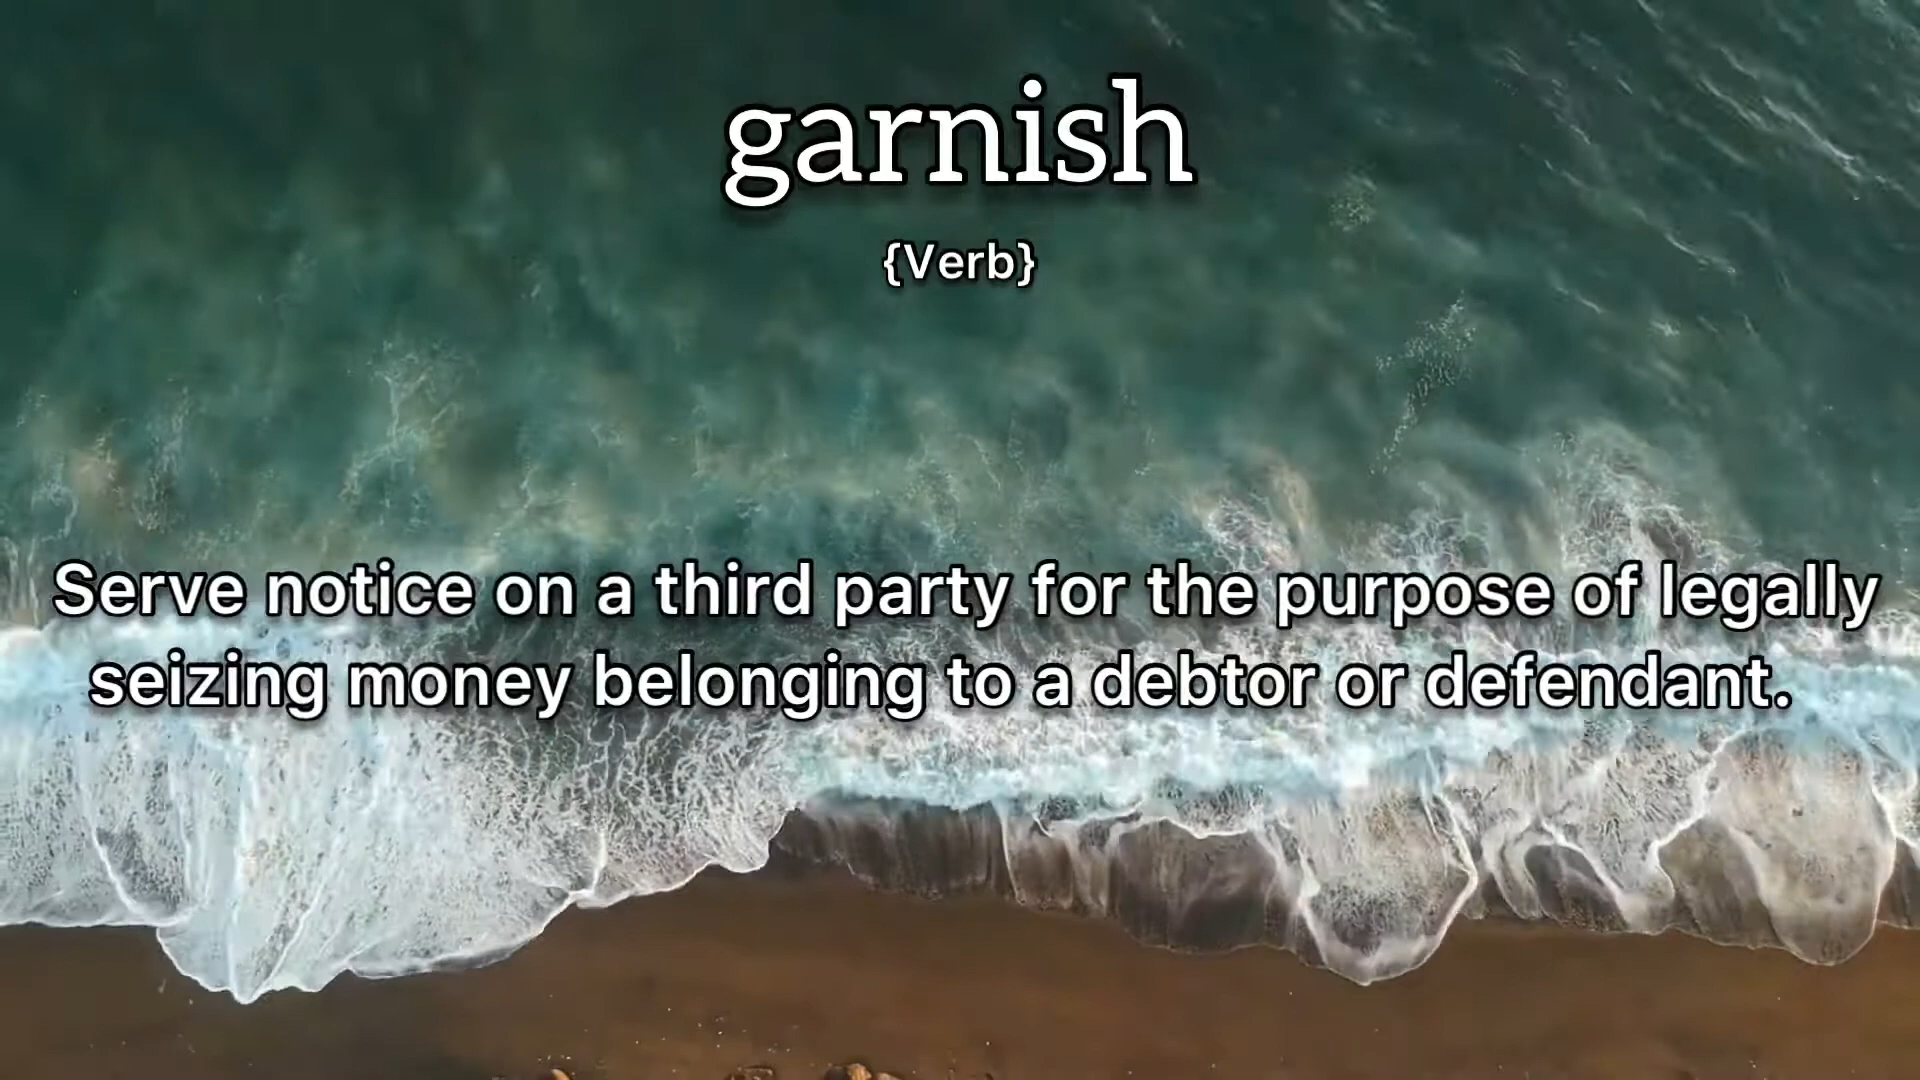 garnish
{Verb}
Serve notice on a third party for the purpose of legally
seizing money belonging to a debtor or defendant.